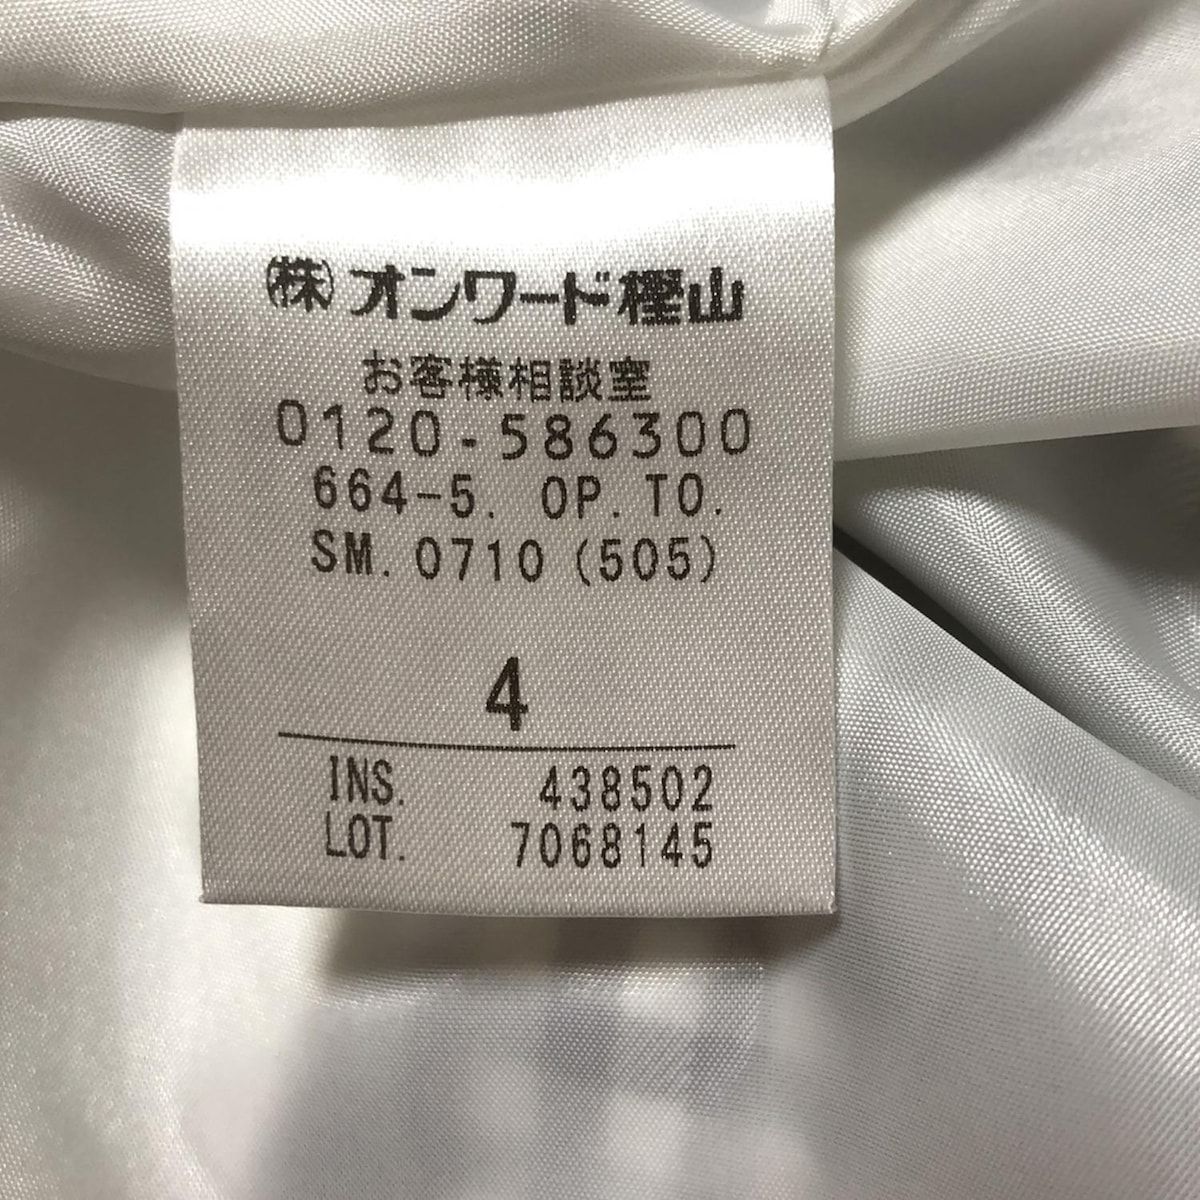 ㈱オンワード樫山
お客様相談室
0120-586300
664-5. OP. TO.
SM. 0710 (505)
4
INS. 438502
LOT. 7068145